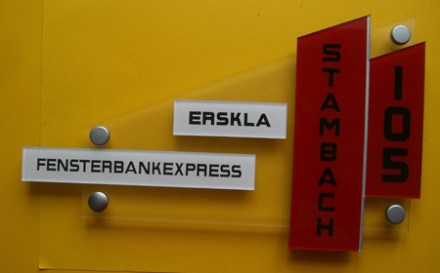 ERSKLA
FENSTERBANKEXPRESS
STAMBACH
105